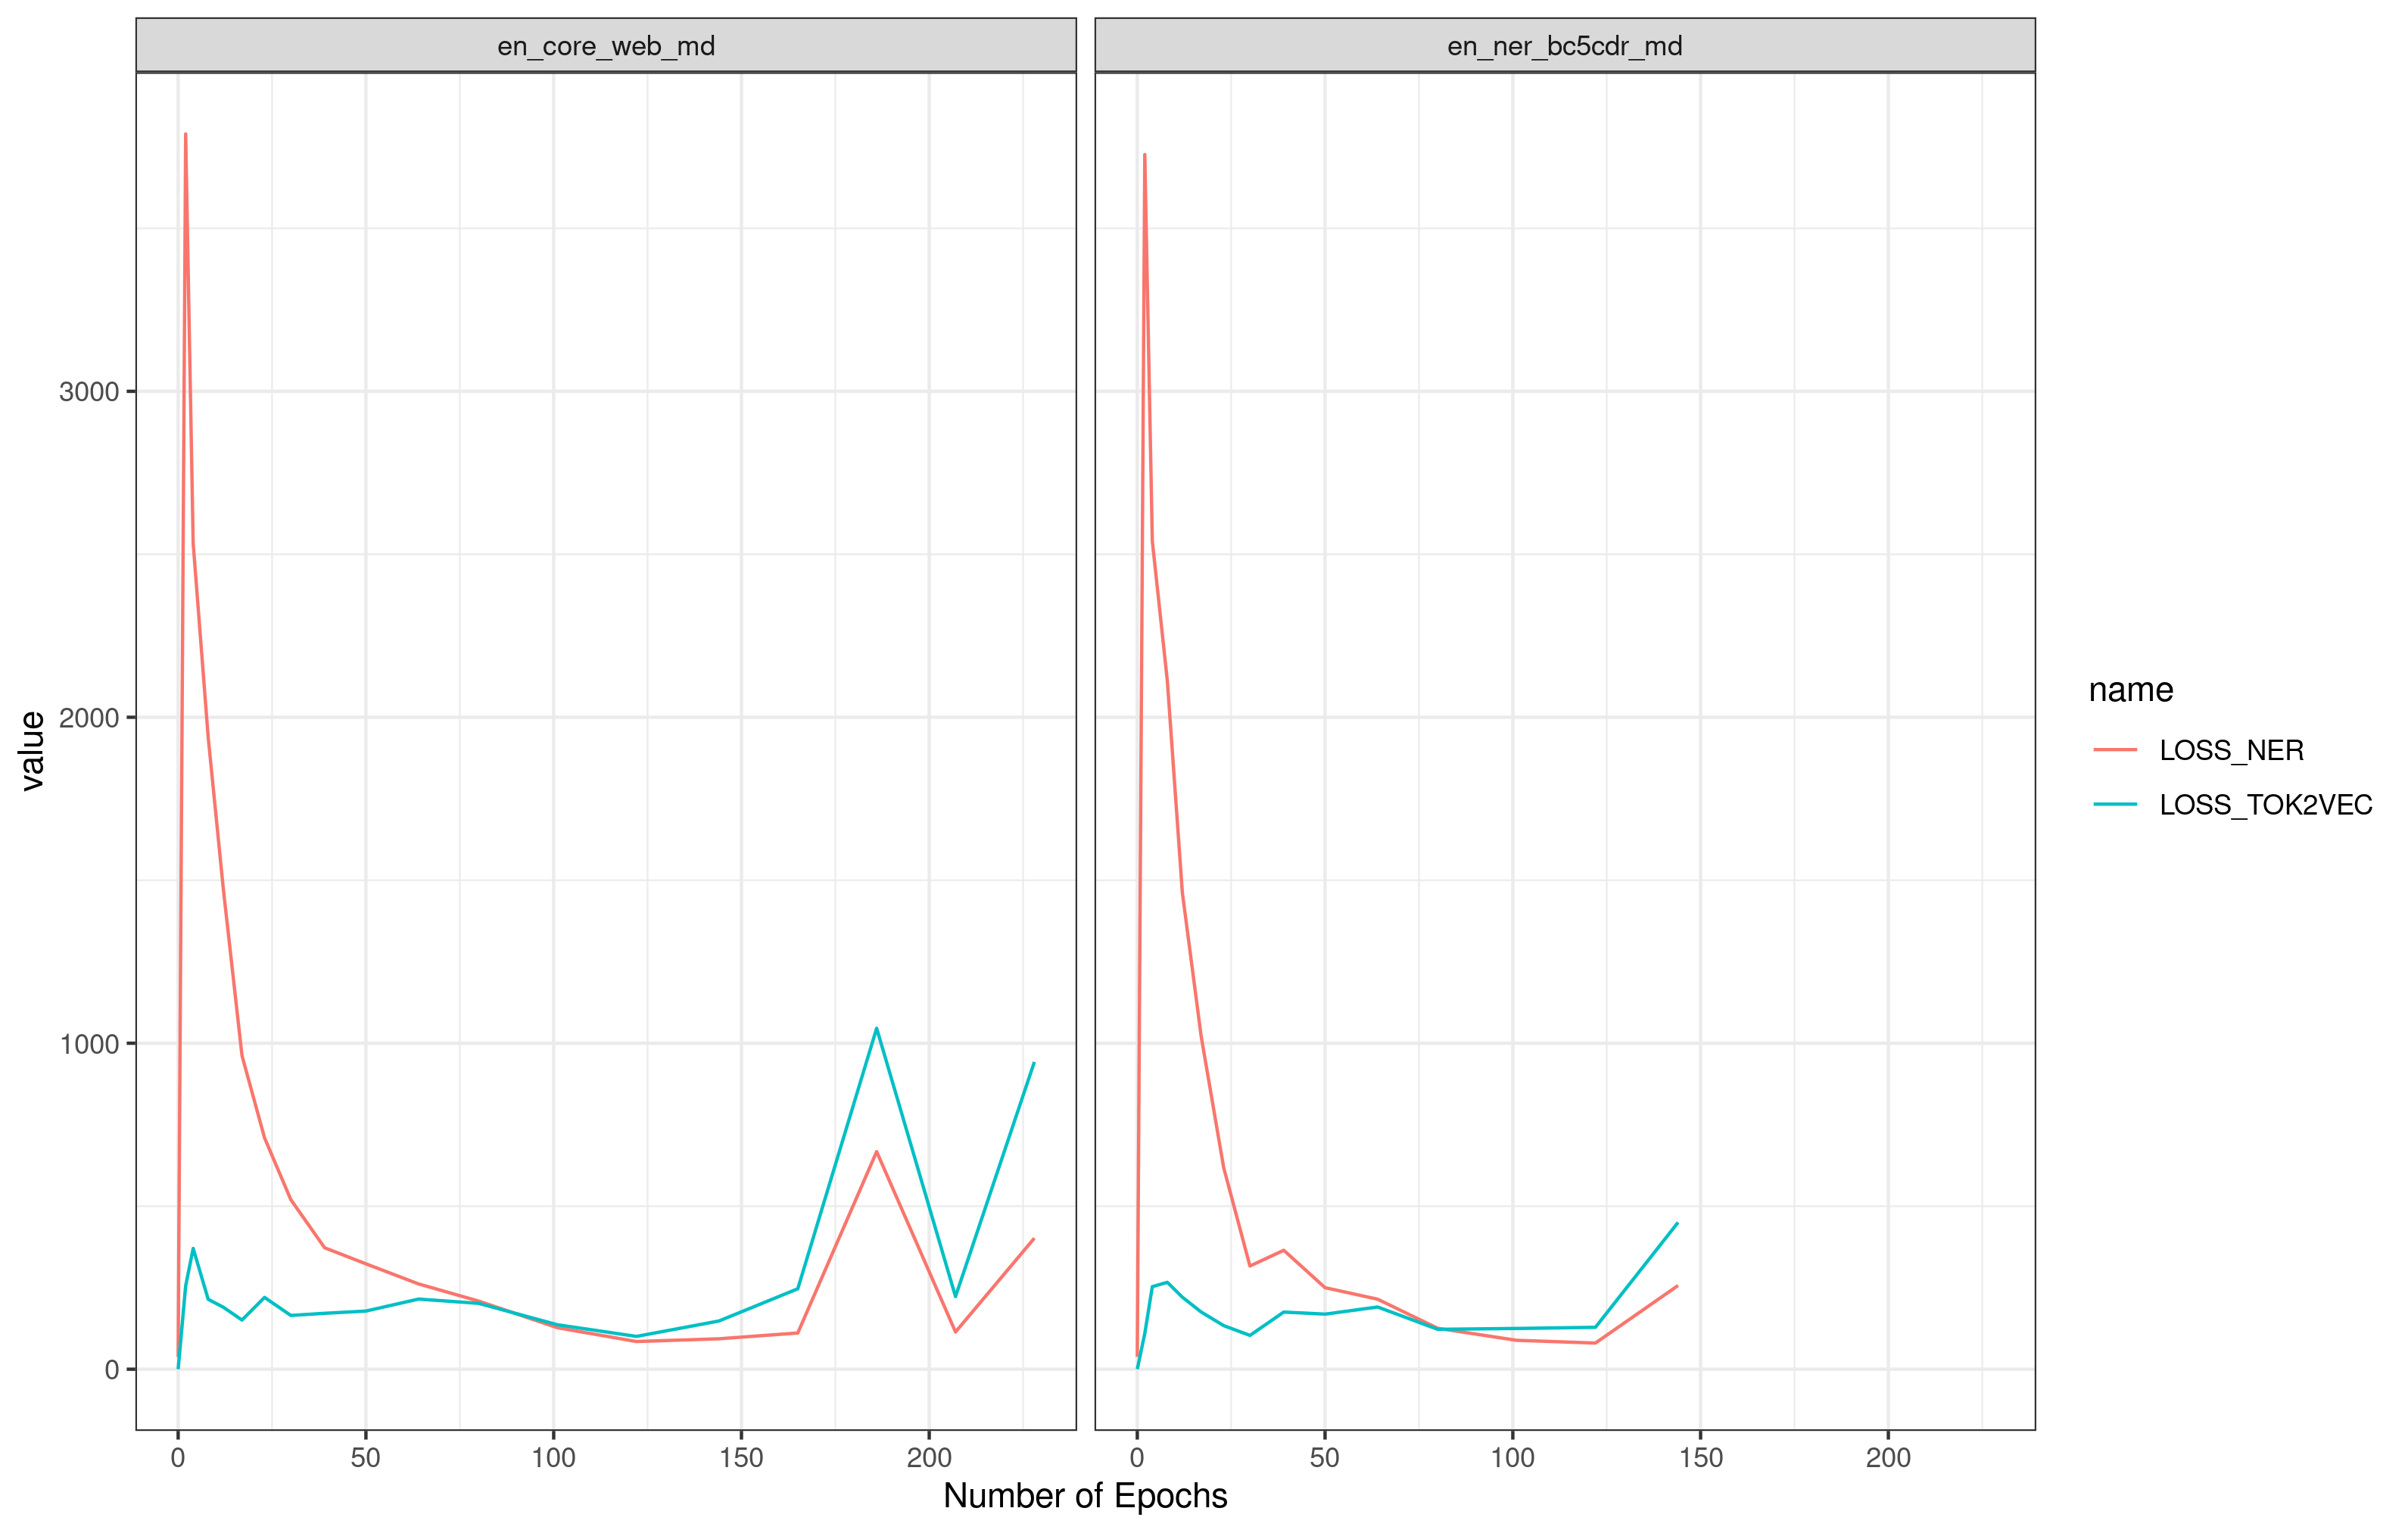 en_core_web_md
en_ner_bc5cdr_md
value
3000
2000
1000
0
0 50 100 150 200
0 50 100 150 200
Number of Epochs
name
LOSS_NER
LOSS_TOK2VEC